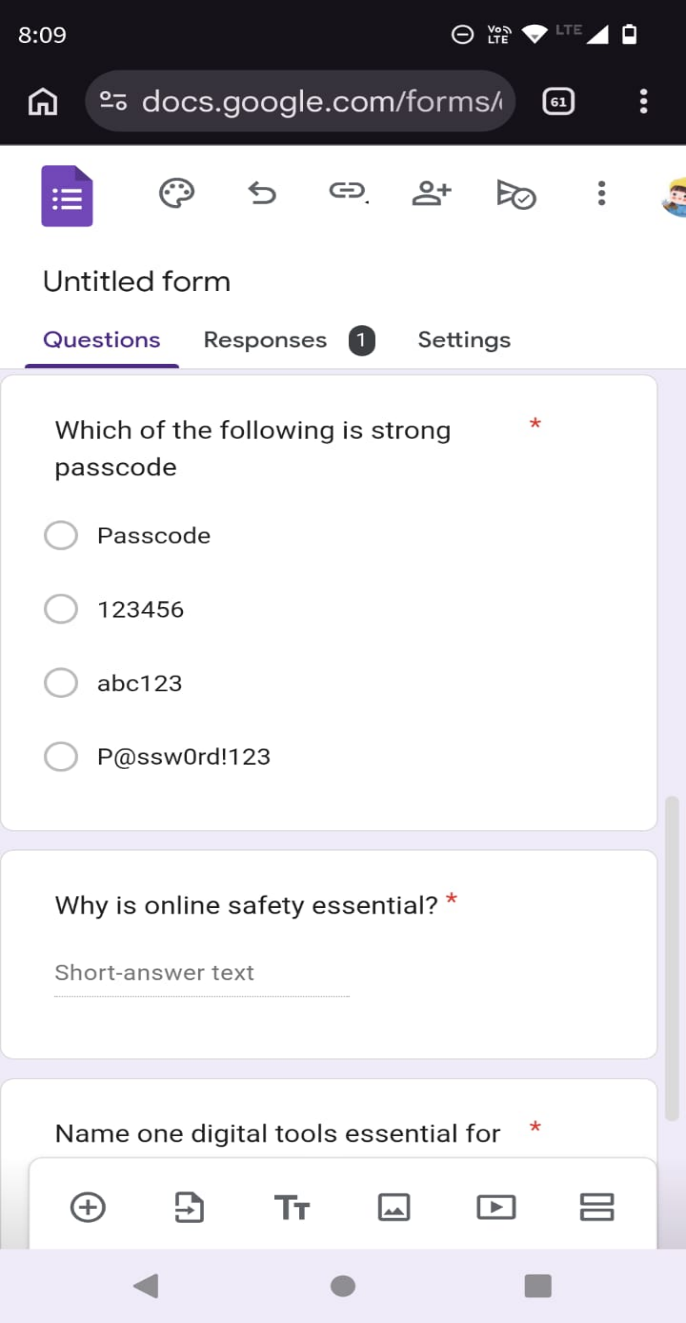 8:09
Vo LTE LTE
docs.google.com/forms/
61
Untitled form
Questions Responses 1 Settings
Which of the following is strong *
passcode
Passcode
123456
abc123
P@ssw0rd!123
Why is online safety essential? *
Short-answer text
Name one digital tools essential for *
TT